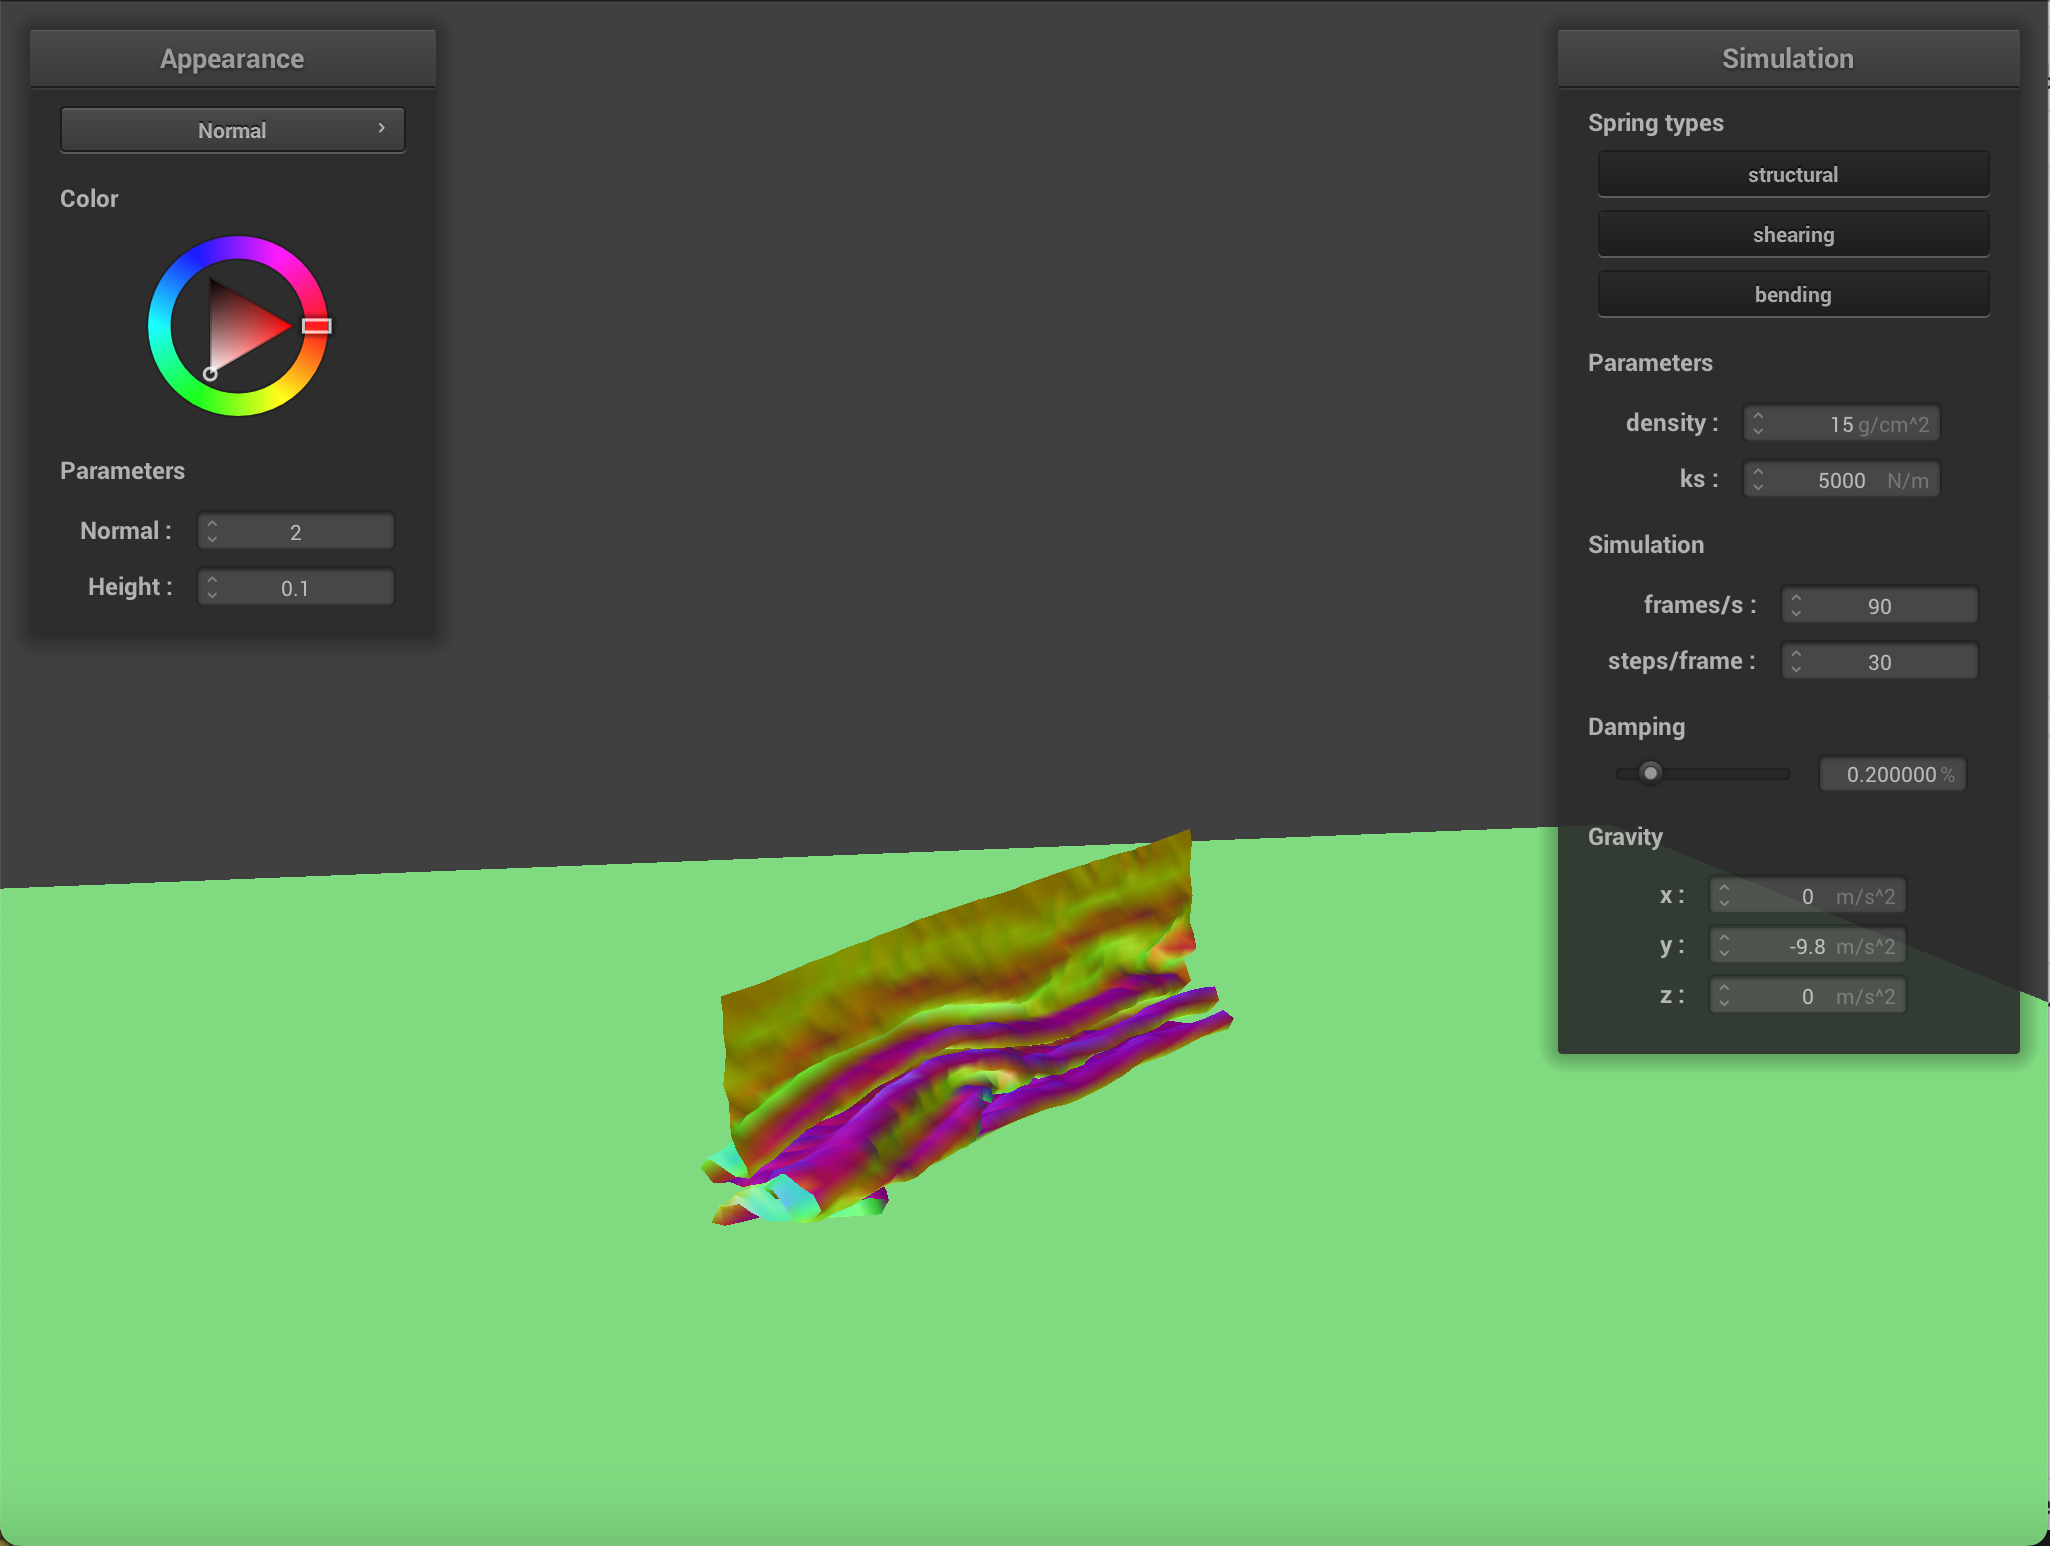 Appearance
Normal
Color
Parameters
Normal : 2
Height : 0.1
Simulation
Spring types
structural
shearing
bending
Parameters
density : 15 g/cm^2
ks : 5000 N/m
Simulation
frames/s : 90
steps/frame : 30
Damping
0.200000 %
Gravity
x : 0 m/s^2
y : -9.8 m/s^2
z : 0 m/s^2